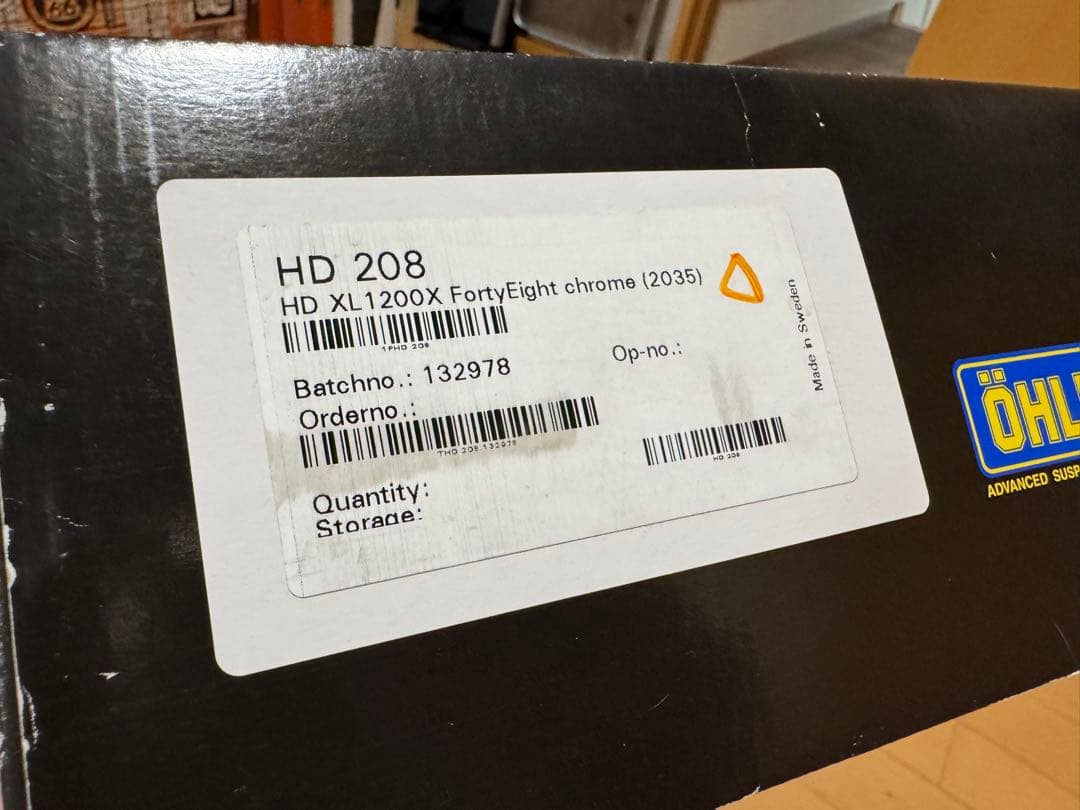 66
HD 208
HD XL1200X FortyEight chrome (2035)
1PHD 208
Batchno.: 132978
Op-no.:
Orderno.:
THD 208 132978
HD 208
Quantity:
Storage:
Made in Sweden
ÖHL
ADVANCED SUSP